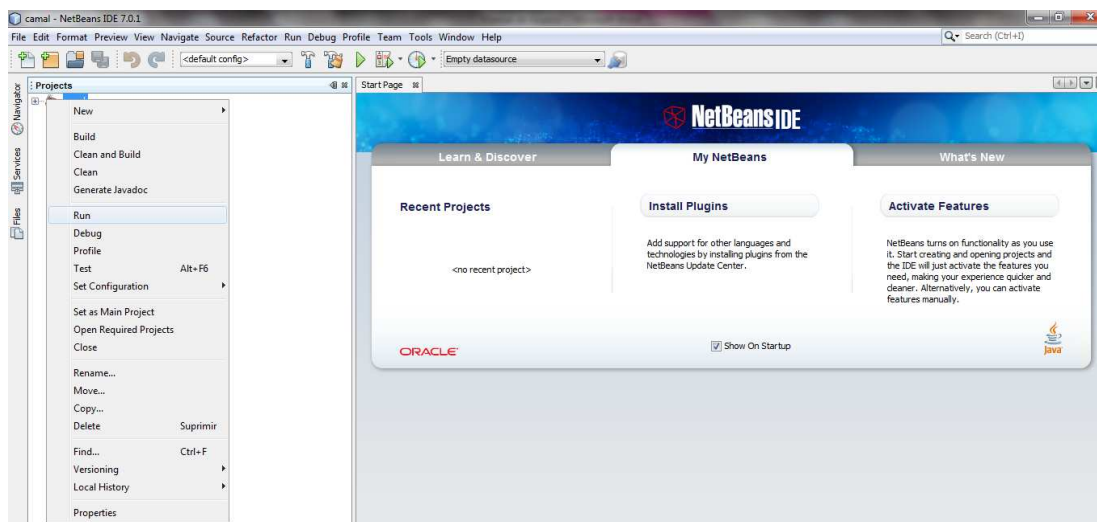 camal - NetBeans IDE 7.0.1
File Edit Format Preview View Navigate Source Refactor Run Debug Profile Team Tools Window Help
Search (Ctrl+I)
<default config>
Empty datasource
Projects
Start Page
Navigator
Services
Files
New
Build
Clean and Build
Clean
Generate Javadoc
Run
Debug
Profile
Test Alt+F6
Set Configuration
Set as Main Project
Open Required Projects
Close
Rename...
Move...
Copy...
Delete Suprimir
Find... Ctrl+F
Versioning
Local History
Properties
NetBeans IDE
Learn & Discover
My NetBeans
What's New
Recent Projects
<no recent project>
Install Plugins
Add support for other languages and
technologies by installing plugins from the
NetBeans Update Center.
Activate Features
NetBeans turns on functionality as you use
it. Start creating and opening projects and
the IDE will just activate the features you
need, making your experience quicker and
cleaner. Alternatively, you can activate
features manually.
ORACLE
Show On Startup
Java